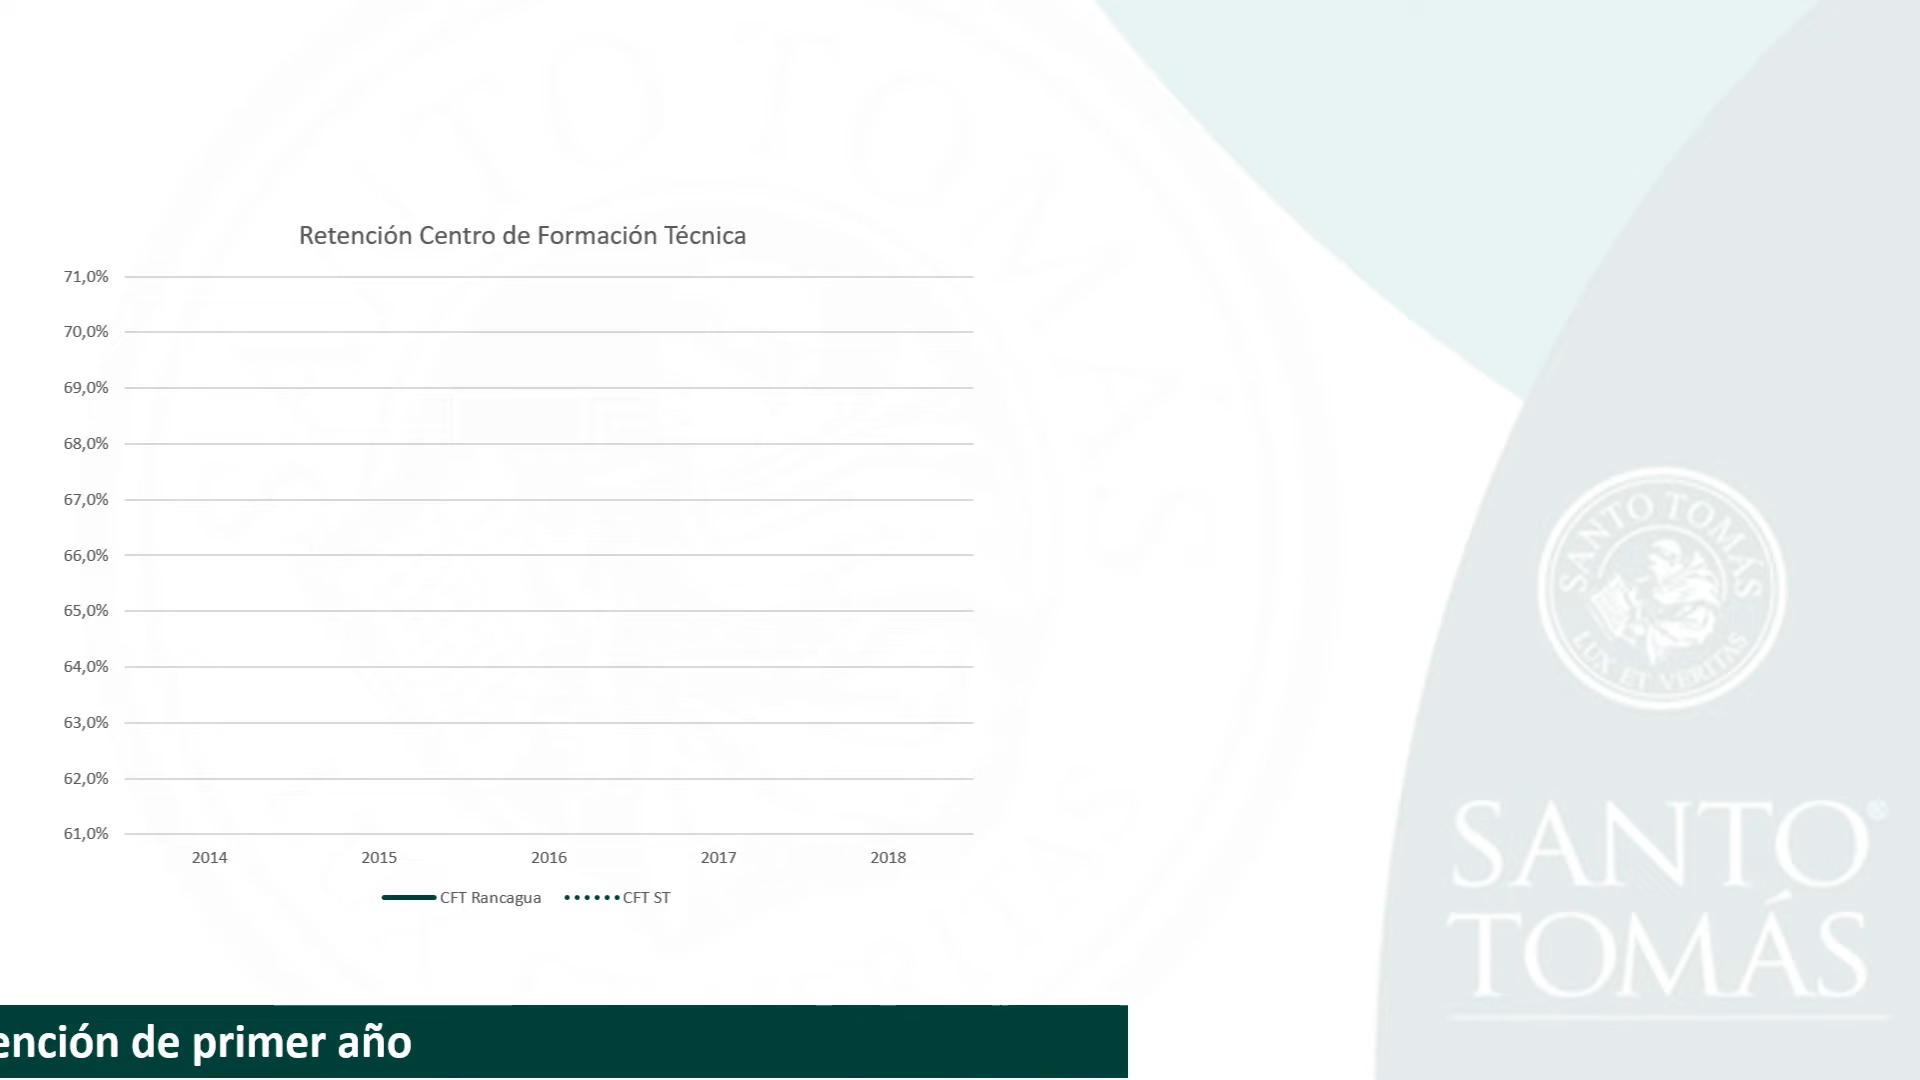 Retención Centro de Formación Técnica
71,0%
70,0%
69,0%
68,0%
67,0%
66,0%
65,0%
64,0%
63,0%
62,0%
61,0%
2014 2015 2016 2017 2018
CFT Rancagua CFT ST
ención de primer año
SANTO TOMÁS
LUX ET VERITAS
SANTO®
TOMÁS